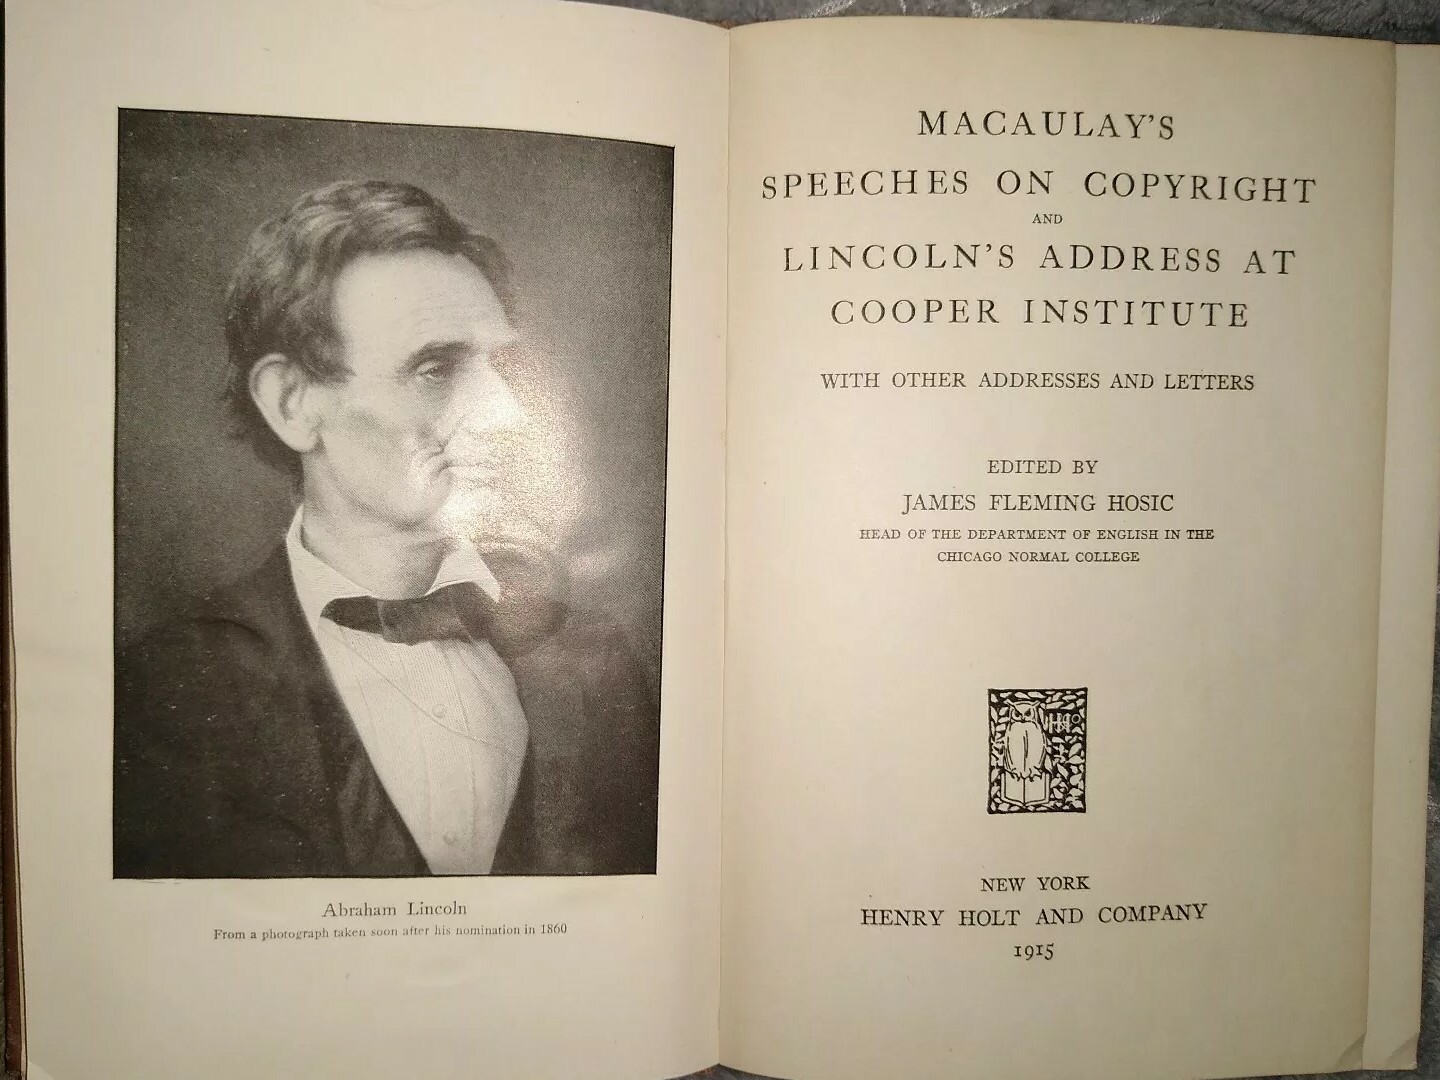 Abraham Lincoln
From a photograph taken soon after his nomination in 1860
MACAULAY'S
SPEECHES ON COPYRIGHT
AND
LINCOLN'S ADDRESS AT
COOPER INSTITUTE
WITH OTHER ADDRESSES AND LETTERS
EDITED BY
JAMES FLEMING HOSIC
HEAD OF THE DEPARTMENT OF ENGLISH IN THE
CHICAGO NORMAL COLLEGE
NEW YORK
HENRY HOLT AND COMPANY
1915